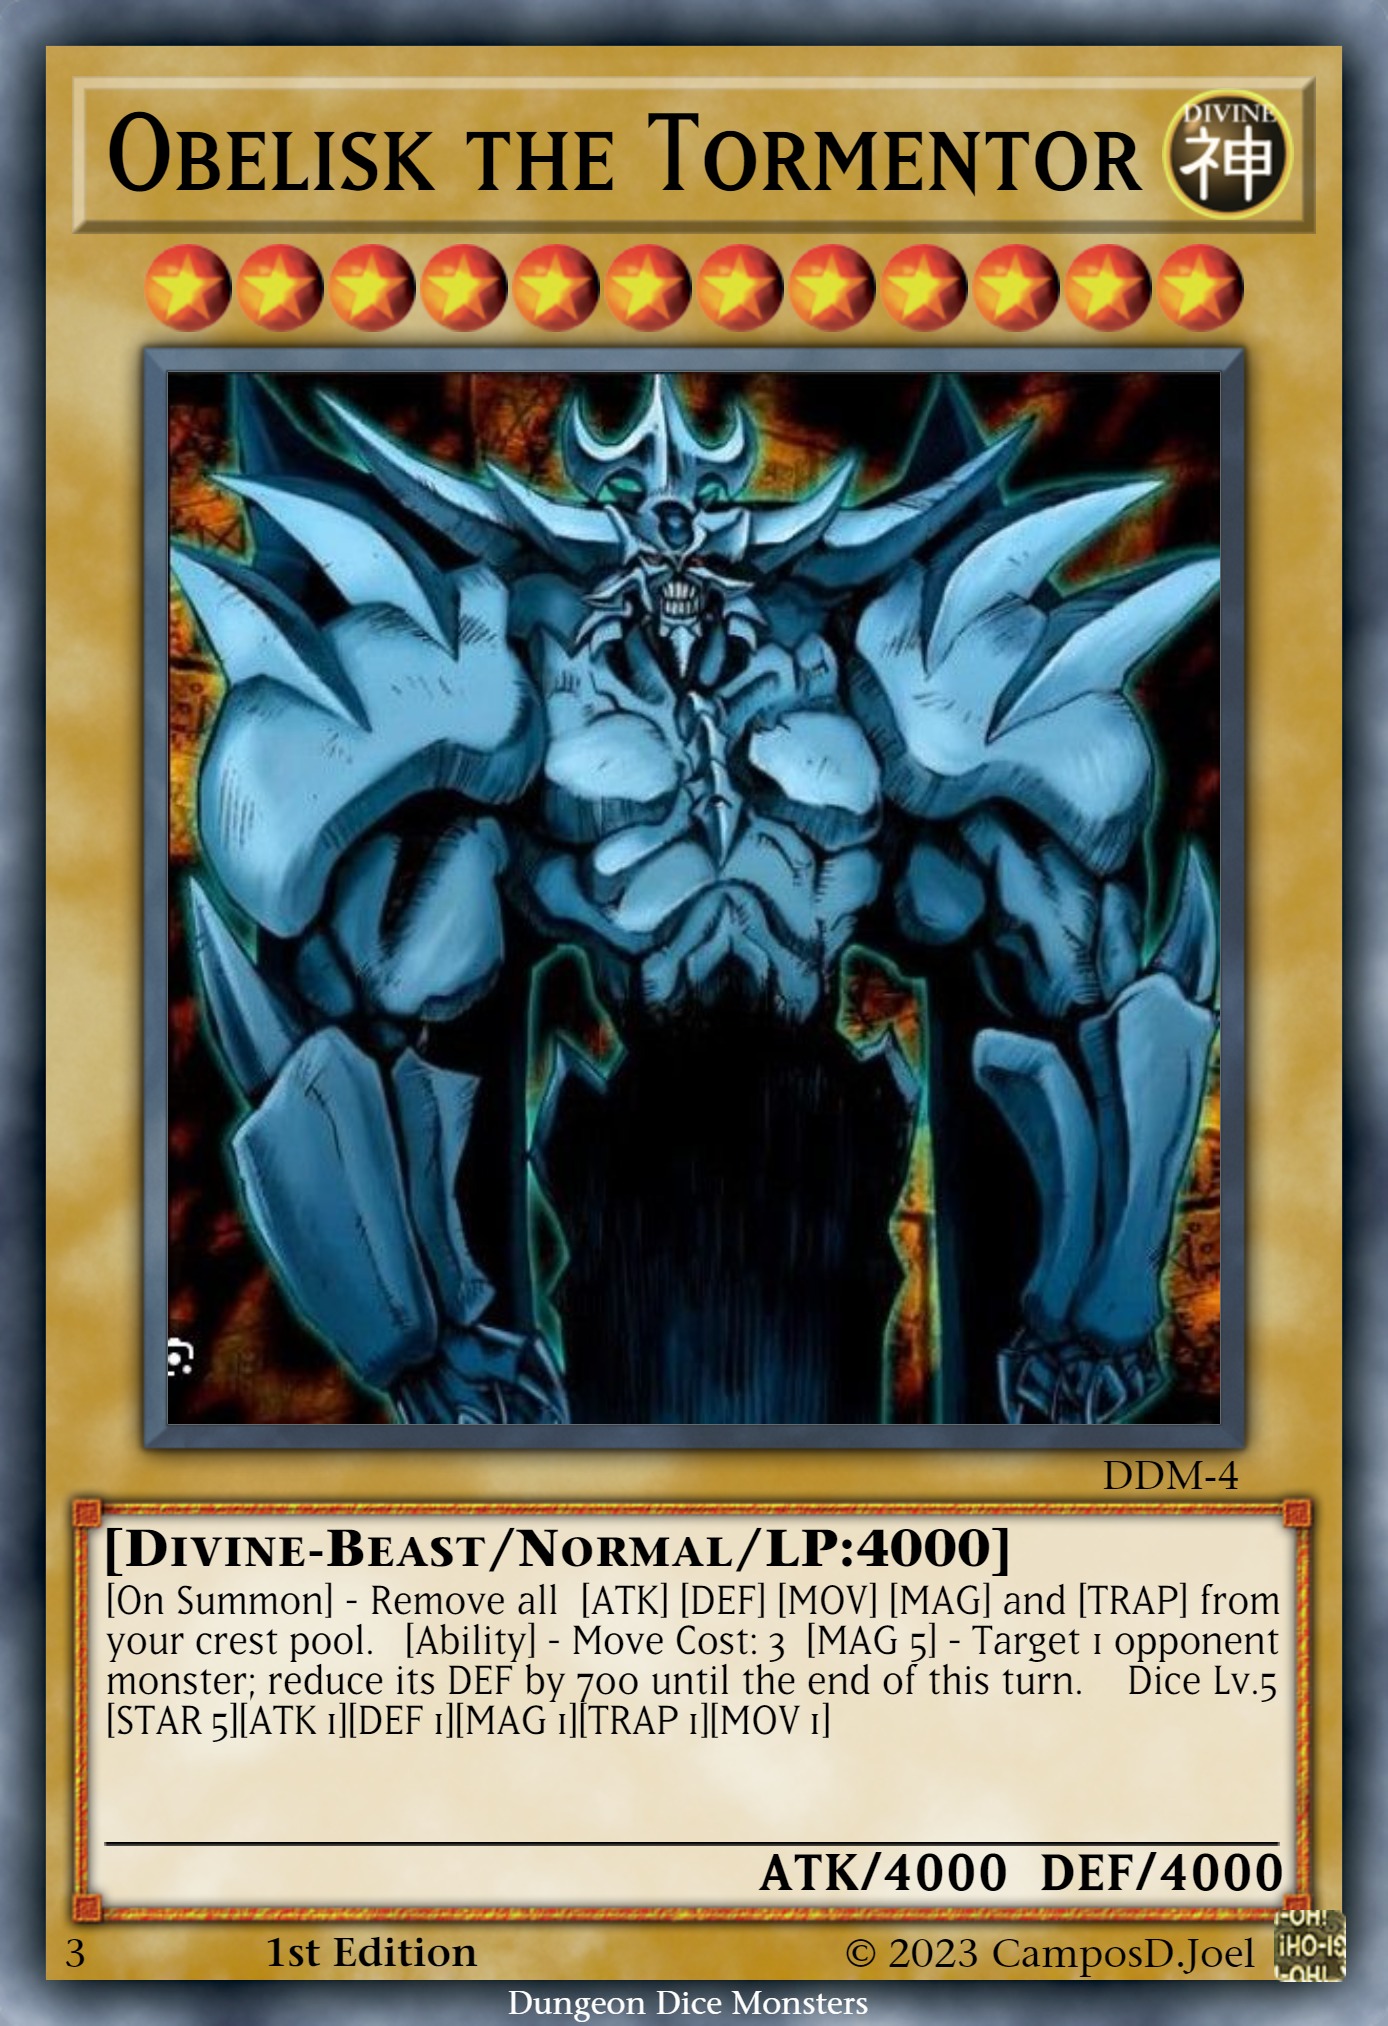 Obelisk the Tormentor
DIVINE
神
DDM-4
[Divine-Beast/Normal/LP:4000]
[On Summon] - Remove all [ATK] [DEF] [MOV] [MAG] and [TRAP] from
your crest pool. [Ability] - Move Cost: 3 [MAG 5] - Target 1 opponent
monster; reduce its DEF by 700 until the end of this turn. Dice Lv.5
[STAR 5][ATK 1][DEF 1][MAG 1][TRAP 1][MOV 1]
ATK/4000 DEF/4000
3 1st Edition © 2023 CamposD.Joel
Dungeon Dice Monsters